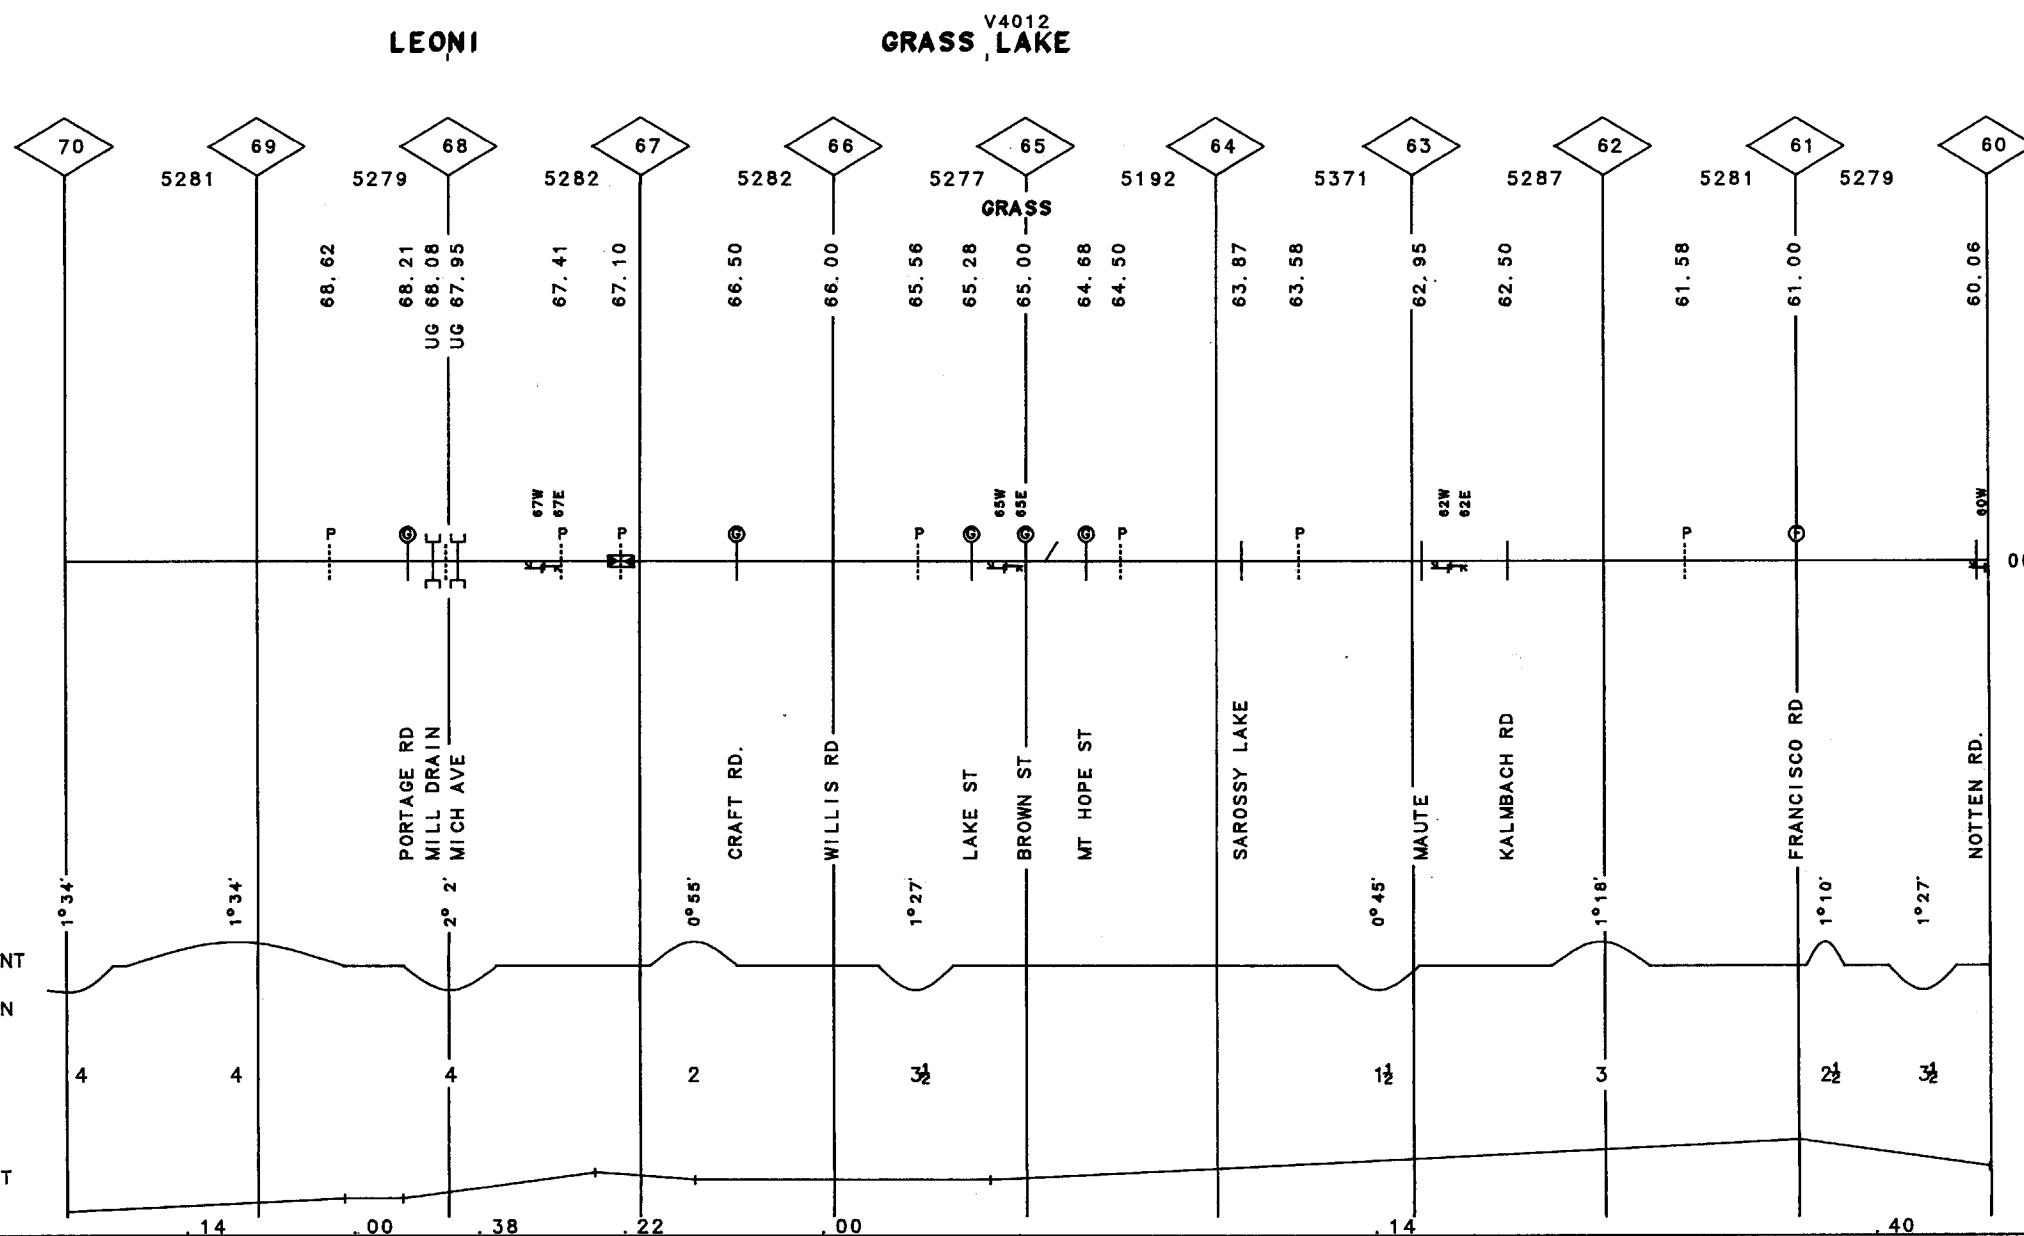 V4012
LEONI GRASS LAKE
70 69 68 67 66 65 64 63 62 61 60
5281 5279 5282 5282 5277 5192 5371 5287 5281 5279
GRASS
68.62
68.21
UG 68.08
UG 67.95
67.41
67.10
66.50
66.00
65.56
65.28
65.00
64.68
64.50
63.87
63.58
62.95
62.50
61.58
61.00
60.06
67W
67E
65W
65E
62W
62E
60W
P G P P G P G G G P P P F
PORTAGE RD
MILL DRAIN
MICH AVE
CRAFT RD.
WILLIS RD
LAKE ST
BROWN ST
MT HOPE ST
SAROSSY LAKE
MAUTE
KALMBACH RD
FRANCISCO RD
NOTTEN RD.
1°34'
1°34'
2° 2'
0°55'
1°27'
0°45'
1°18'
1°10'
1°27'
NT
N
4 4 4 2 3½ 1½ 3 2½ 3½
T
.14 .00 .38 .22 .00 .14 .40